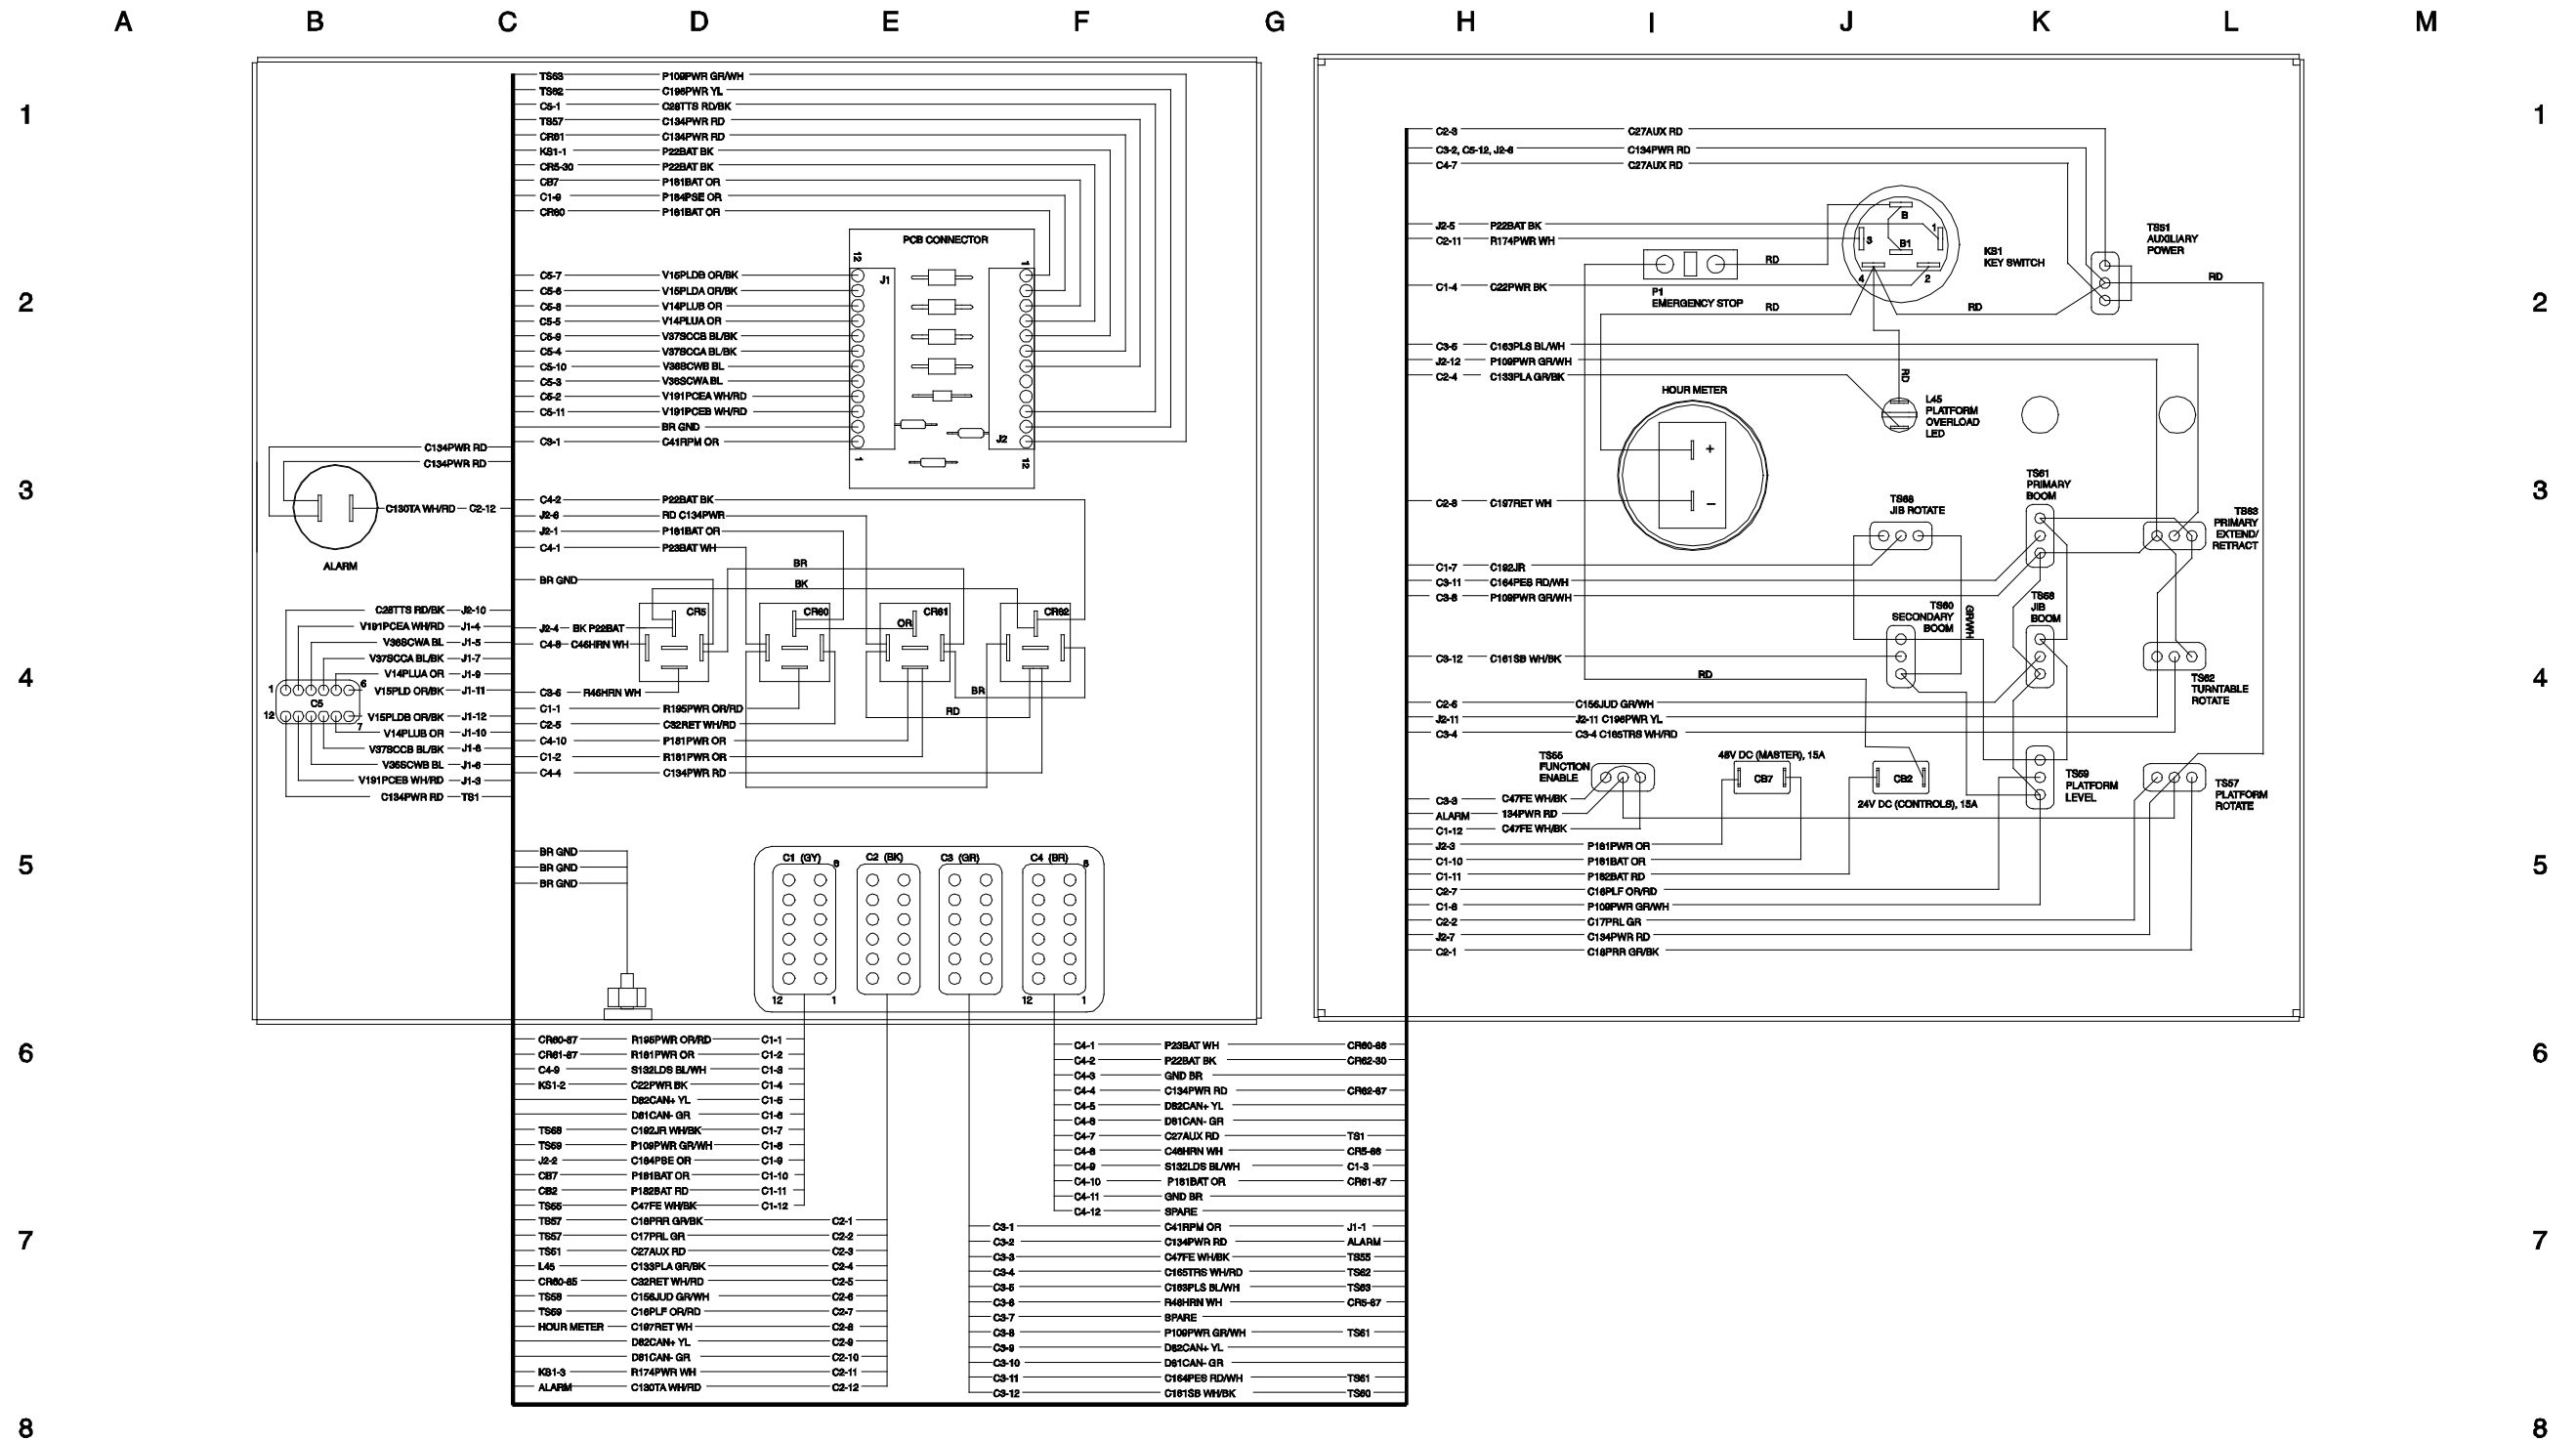 A B C D E F G H I J K L M
1 1
2 2
3 3
4 4
5 5
6 6
7 7
8 8
TS63 P109PWR GR/WH
TS62 C196PWR YL
C5-1 C28TTS RD/BK
TS57 C134PWR RD
CR61 C134PWR RD
KS1-1 P22BAT BK
CR5-30 P22BAT BK
CB7 P181BAT OR
C1-9 P184PSE OR
CR60 P181BAT OR
PCB CONNECTOR
12 J1 1
1 J2 12
C5-7 V15PLDB OR/BK
C5-6 V15PLDA OR/BK
C5-8 V14PLUB OR
C5-5 V14PLUA OR
C5-9 V37SCCB BL/BK
C5-4 V37SCCA BL/BK
C5-10 V36SCWB BL
C5-3 V36SCWA BL
C5-2 V191PCEA WH/RD
C5-11 V191PCEB WH/RD
BR GND
C3-1 C41RPM OR
C134PWR RD
C134PWR RD
C130TA WH/RD C2-12
ALARM
C4-2 P22BAT BK
J2-6 RD C134PWR
J2-1 P181BAT OR
C4-1 P23BAT WH
BR GND
BR
BK
CR5 CR60 CR61 CR62
OR
J2-4 BK P22BAT
C4-8 C46HRN WH
BR
RD
C3-6 R46HRN WH
C1-1 R195PWR OR/RD
C2-5 C32RET WH/RD
C4-10 P181PWR OR
C1-2 R181PWR OR
C4-4 C134PWR RD
C28TTS RD/BK J2-10
V191PCEA WH/RD J1-4
V36SCWA BL J1-5
V37SCCA BL/BK J1-7
V14PLUA OR J1-9
V15PLD OR/BK J1-11
1 6
C5
12 7
V15PLDB OR/BK J1-12
V14PLUB OR J1-10
V37SCCB BL/BK J1-8
V36SCWB BL J1-6
V191PCEB WH/RD J1-3
C134PWR RD TS1
BR GND
BR GND
BR GND
C1 (GY) 6 C2 (BK) C3 (GR) C4 (BR) 6
12 1 12 1
CR60-87 R195PWR OR/RD C1-1
CR61-87 R181PWR OR C1-2
C4-9 S132LDS BL/WH C1-3
KS1-2 C22PWR BK C1-4
D82CAN+ YL C1-5
D81CAN- GR C1-6
TS68 C192JR WH/BK C1-7
TS59 P109PWR GR/WH C1-8
J2-2 C184PSE OR C1-9
CB7 P181BAT OR C1-10
CB2 P182BAT RD C1-11
TS55 C47FE WH/BK C1-12
TS57 C18PRR GR/BK C2-1
TS57 C17PRL GR C2-2
TS51 C27AUX RD C2-3
L45 C133PLA GR/BK C2-4
CR60-85 C32RET WH/RD C2-5
TS58 C156JUD GR/WH C2-6
TS59 C16PLF OR/RD C2-7
HOUR METER C197RET WH C2-8
D82CAN+ YL C2-9
D81CAN- GR C2-10
KS1-3 R174PWR WH C2-11
ALARM C130TA WH/RD C2-12
C4-1 P23BAT WH CR60-86
C4-2 P22BAT BK CR62-30
C4-3 GND BR
C4-4 C134PWR RD CR62-87
C4-5 D82CAN+ YL
C4-6 D81CAN- GR
C4-7 C27AUX RD TS1
C4-8 C46HRN WH CR5-86
C4-9 S132LDS BL/WH C1-3
C4-10 P181BAT OR CR61-87
C4-11 GND BR
C4-12 SPARE
C3-1 C41RPM OR J1-1
C3-2 C134PWR RD ALARM
C3-3 C47FE WH/BK TS55
C3-4 C165TRS WH/RD TS62
C3-5 C163PLS BL/WH TS63
C3-6 R46HRN WH CR5-87
C3-7 SPARE
C3-8 P109PWR GR/WH TS61
C3-9 D82CAN+ YL
C3-10 D81CAN- GR
C3-11 C164PES RD/WH TS61
C3-12 C161SB WH/BK TS60
C2-3 C27AUX RD
C3-2, C5-12, J2-6 C134PWR RD
C4-7 C27AUX RD
J2-5 P22BAT BK
C2-11 R174PWR WH
B
3 B1 1
4 2
KS1
KEY SWITCH
TS51
AUXILIARY
POWER
RD
RD
C1-4 C22PWR BK
P1
EMERGENCY STOP
RD
RD
C3-5 C163PLS BL/WH
J2-12 P109PWR GR/WH
C2-4 C133PLA GR/BK
RD
HOUR METER
+
−
L45
PLATFORM
OVERLOAD
LED
C2-8 C197RET WH
TS68
JIB ROTATE
TS61
PRIMARY
BOOM
TS63
PRIMARY
EXTEND/
RETRACT
C1-7 C192JR
C3-11 C164PES RD/WH
C3-8 P109PWR GR/WH
TS60
SECONDARY
BOOM
GR/WH
TS58
JIB
BOOM
C3-12 C161SB WH/BK
RD
TS62
TURNTABLE
ROTATE
C2-6 C156JUD GR/WH
J2-11 J2-11 C196PWR YL
C3-4 C3-4 C165TRS WH/RD
TS55
FUNCTION
ENABLE
48V DC (MASTER), 15A
CB7
CB2
24V DC (CONTROLS), 15A
TS59
PLATFORM
LEVEL
TS57
PLATFORM
ROTATE
C3-3 C47FE WH/BK
ALARM 134PWR RD
C1-12 C47FE WH/BK
J2-3 P181PWR OR
C1-10 P181BAT OR
C1-11 P182BAT RD
C2-7 C16PLF OR/RD
C1-8 P109PWR GR/WH
C2-2 C17PRL GR
J2-7 C134PWR RD
C2-1 C18PRR GR/BK